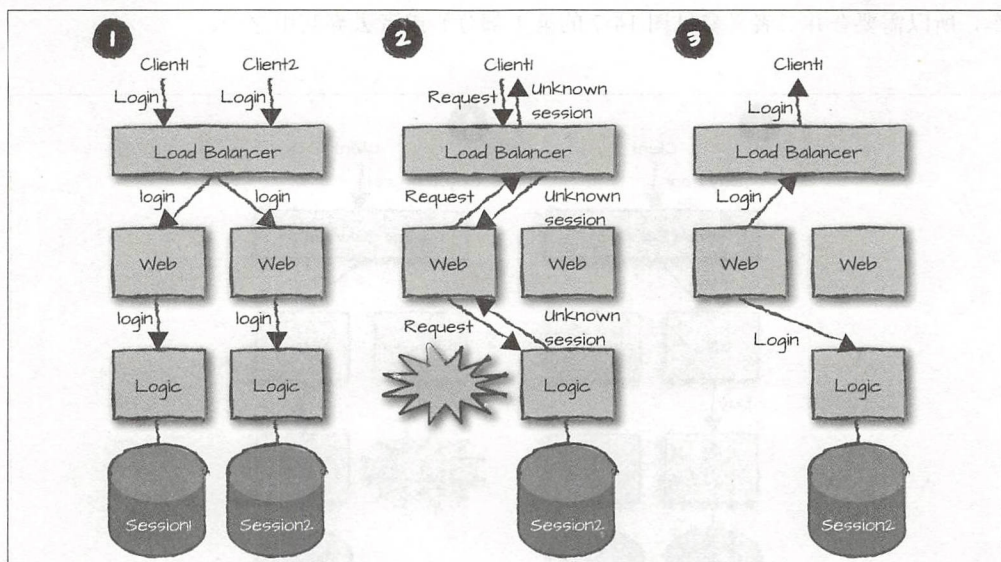 1
Client1
Client2
Login
Login
Load Balancer
login
login
Web
Web
login
login
Logic
Logic
Session1
Session2
2
Client1
Request
Unknown
session
Load Balancer
Request
Unknown
session
Web
Web
Request
Unknown
session
Logic
Session2
3
Client1
Login
Load Balancer
Login
Web
Web
Login
Logic
Session2